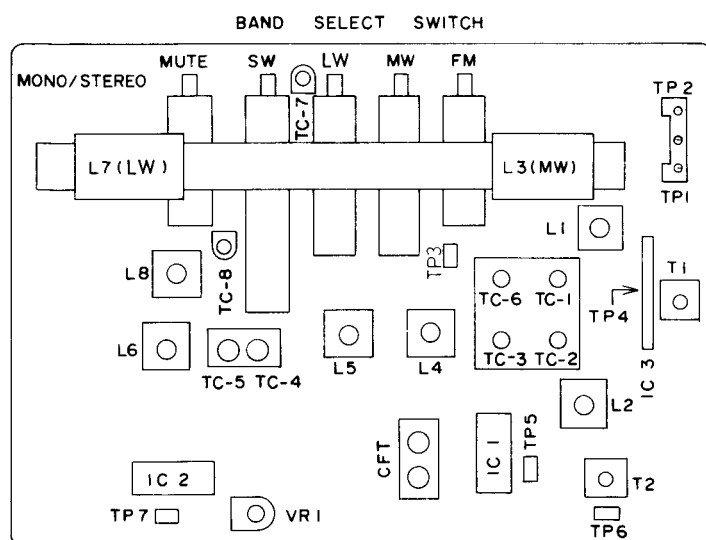 BAND SELECT SWITCH
MUTE SW LW MW FM
MONO/STEREO
TC-7
TP2
L7(LW) L3(MW)
TP1
L1
L8
TC-8
TP3
T1
TC-6 TC-1
TP4
L6
TC-5 TC-4
L5
L4
TC-3 TC-2
IC 3
L2
CFT
IC 1
TP5
IC 2
T2
TP7
VR1
TP6